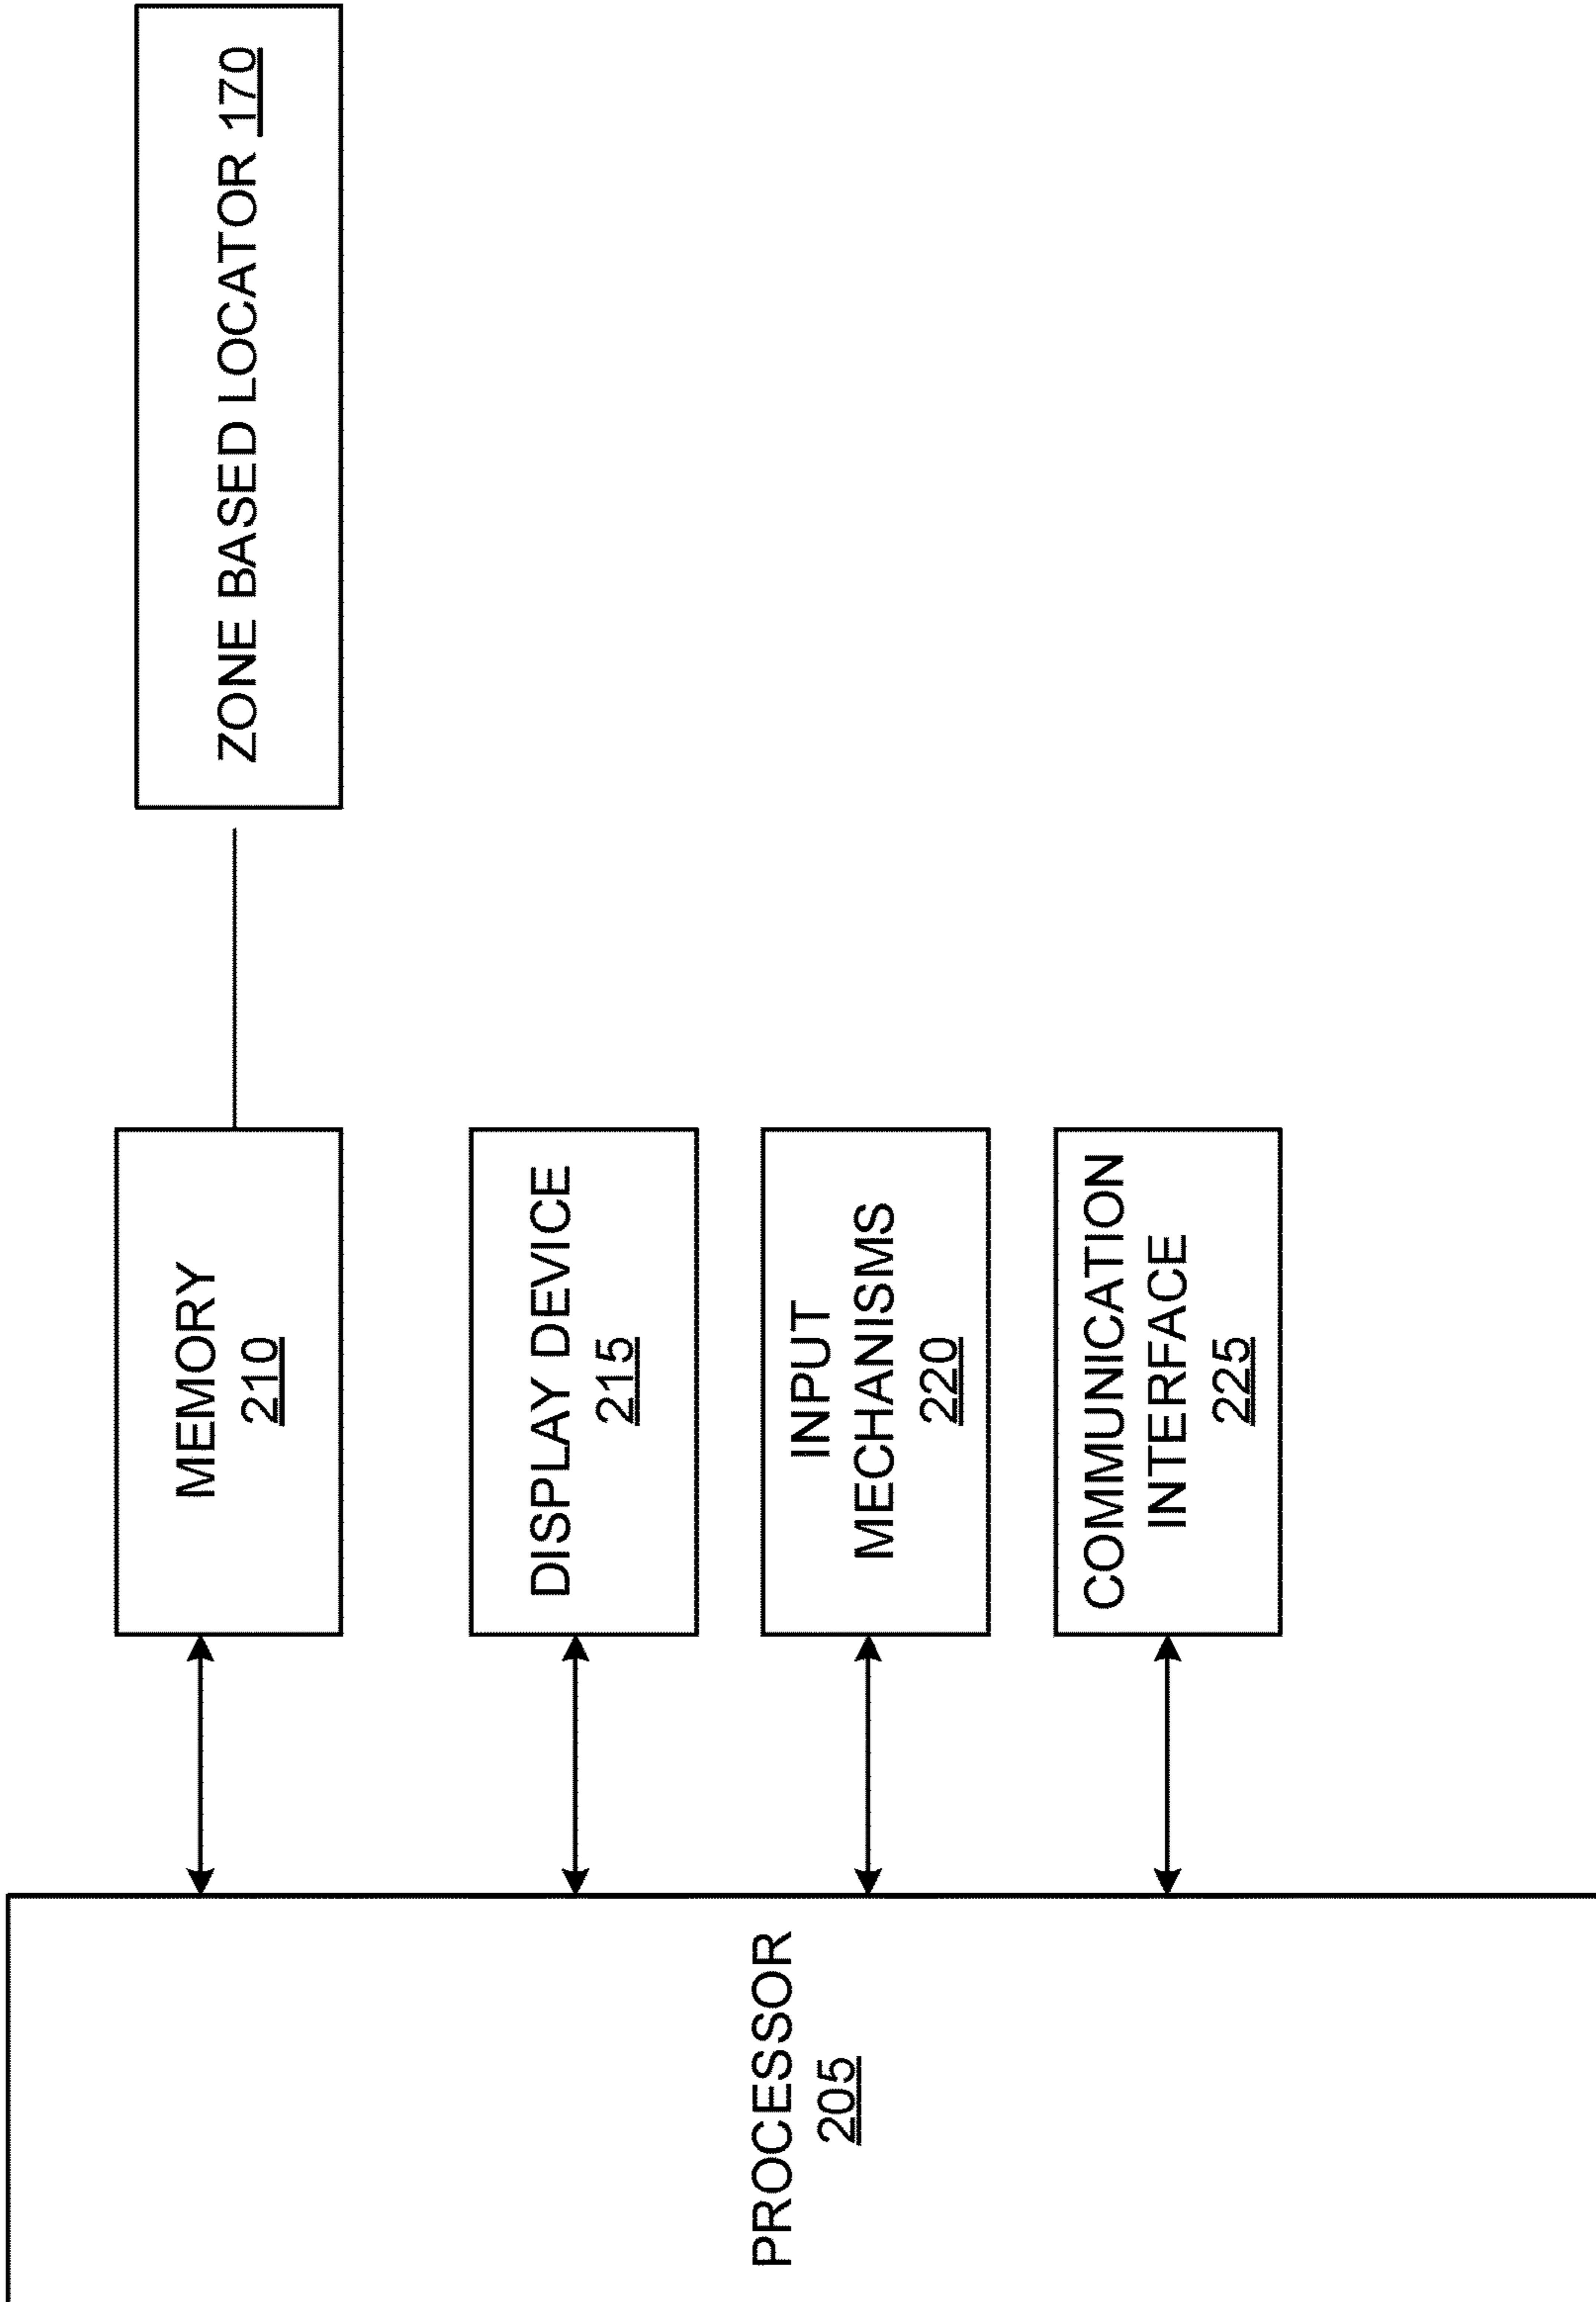 ZONE BASED LOCATOR 170
MEMORY
210
DISPLAY DEVICE
215
INPUT
MECHANISMS
220
COMMUNICATION
INTERFACE
225
PROCESSOR
205